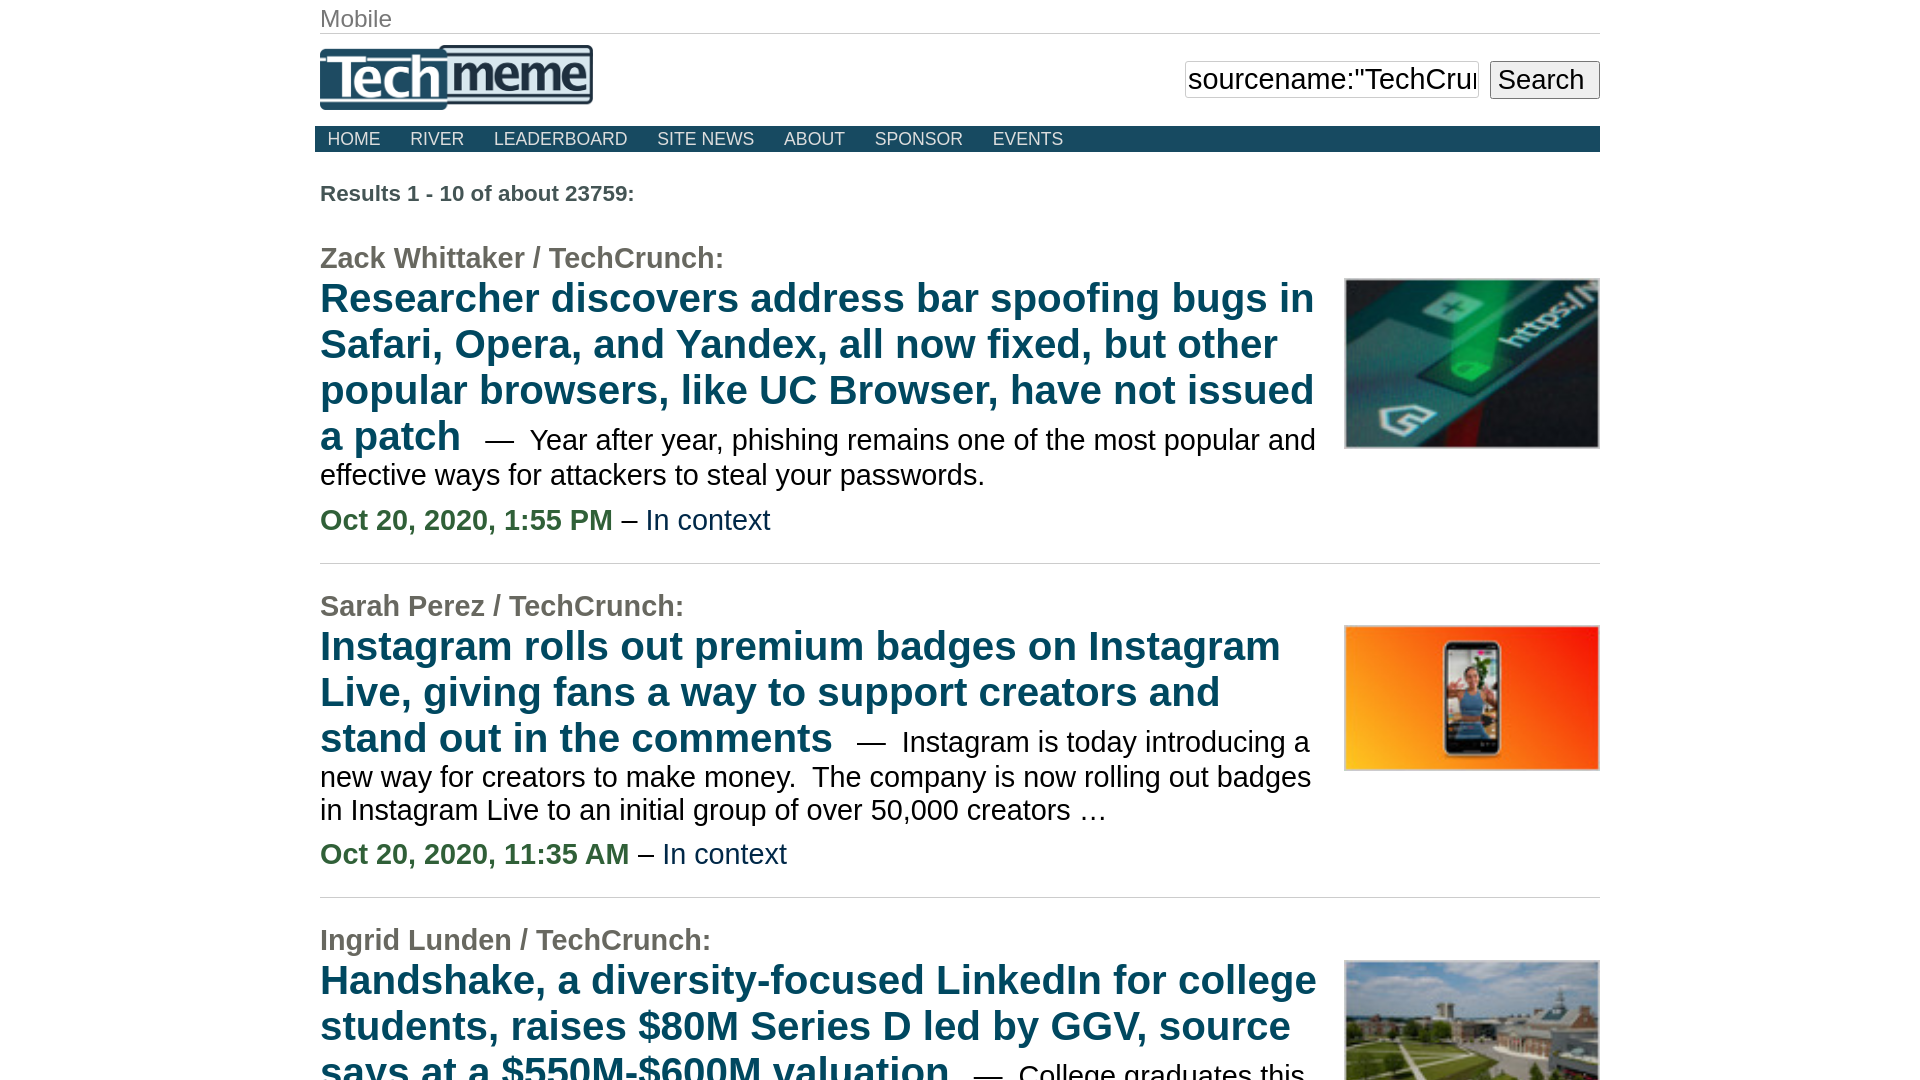 Mobile
Techmeme
sourcename:"TechCrun
Search
HOME RIVER LEADERBOARD SITE NEWS ABOUT SPONSOR EVENTS
Results 1 - 10 of about 23759:
Zack Whittaker / TechCrunch:
Researcher discovers address bar spoofing bugs in
Safari, Opera, and Yandex, all now fixed, but other
popular browsers, like UC Browser, have not issued
a patch — Year after year, phishing remains one of the most popular and
effective ways for attackers to steal your passwords.
https://
Oct 20, 2020, 1:55 PM – In context
Sarah Perez / TechCrunch:
Instagram rolls out premium badges on Instagram
Live, giving fans a way to support creators and
stand out in the comments — Instagram is today introducing a
new way for creators to make money. The company is now rolling out badges
in Instagram Live to an initial group of over 50,000 creators …
Oct 20, 2020, 11:35 AM – In context
Ingrid Lunden / TechCrunch:
Handshake, a diversity-focused LinkedIn for college
students, raises $80M Series D led by GGV, source
says at a $550M-$600M valuation — College graduates this